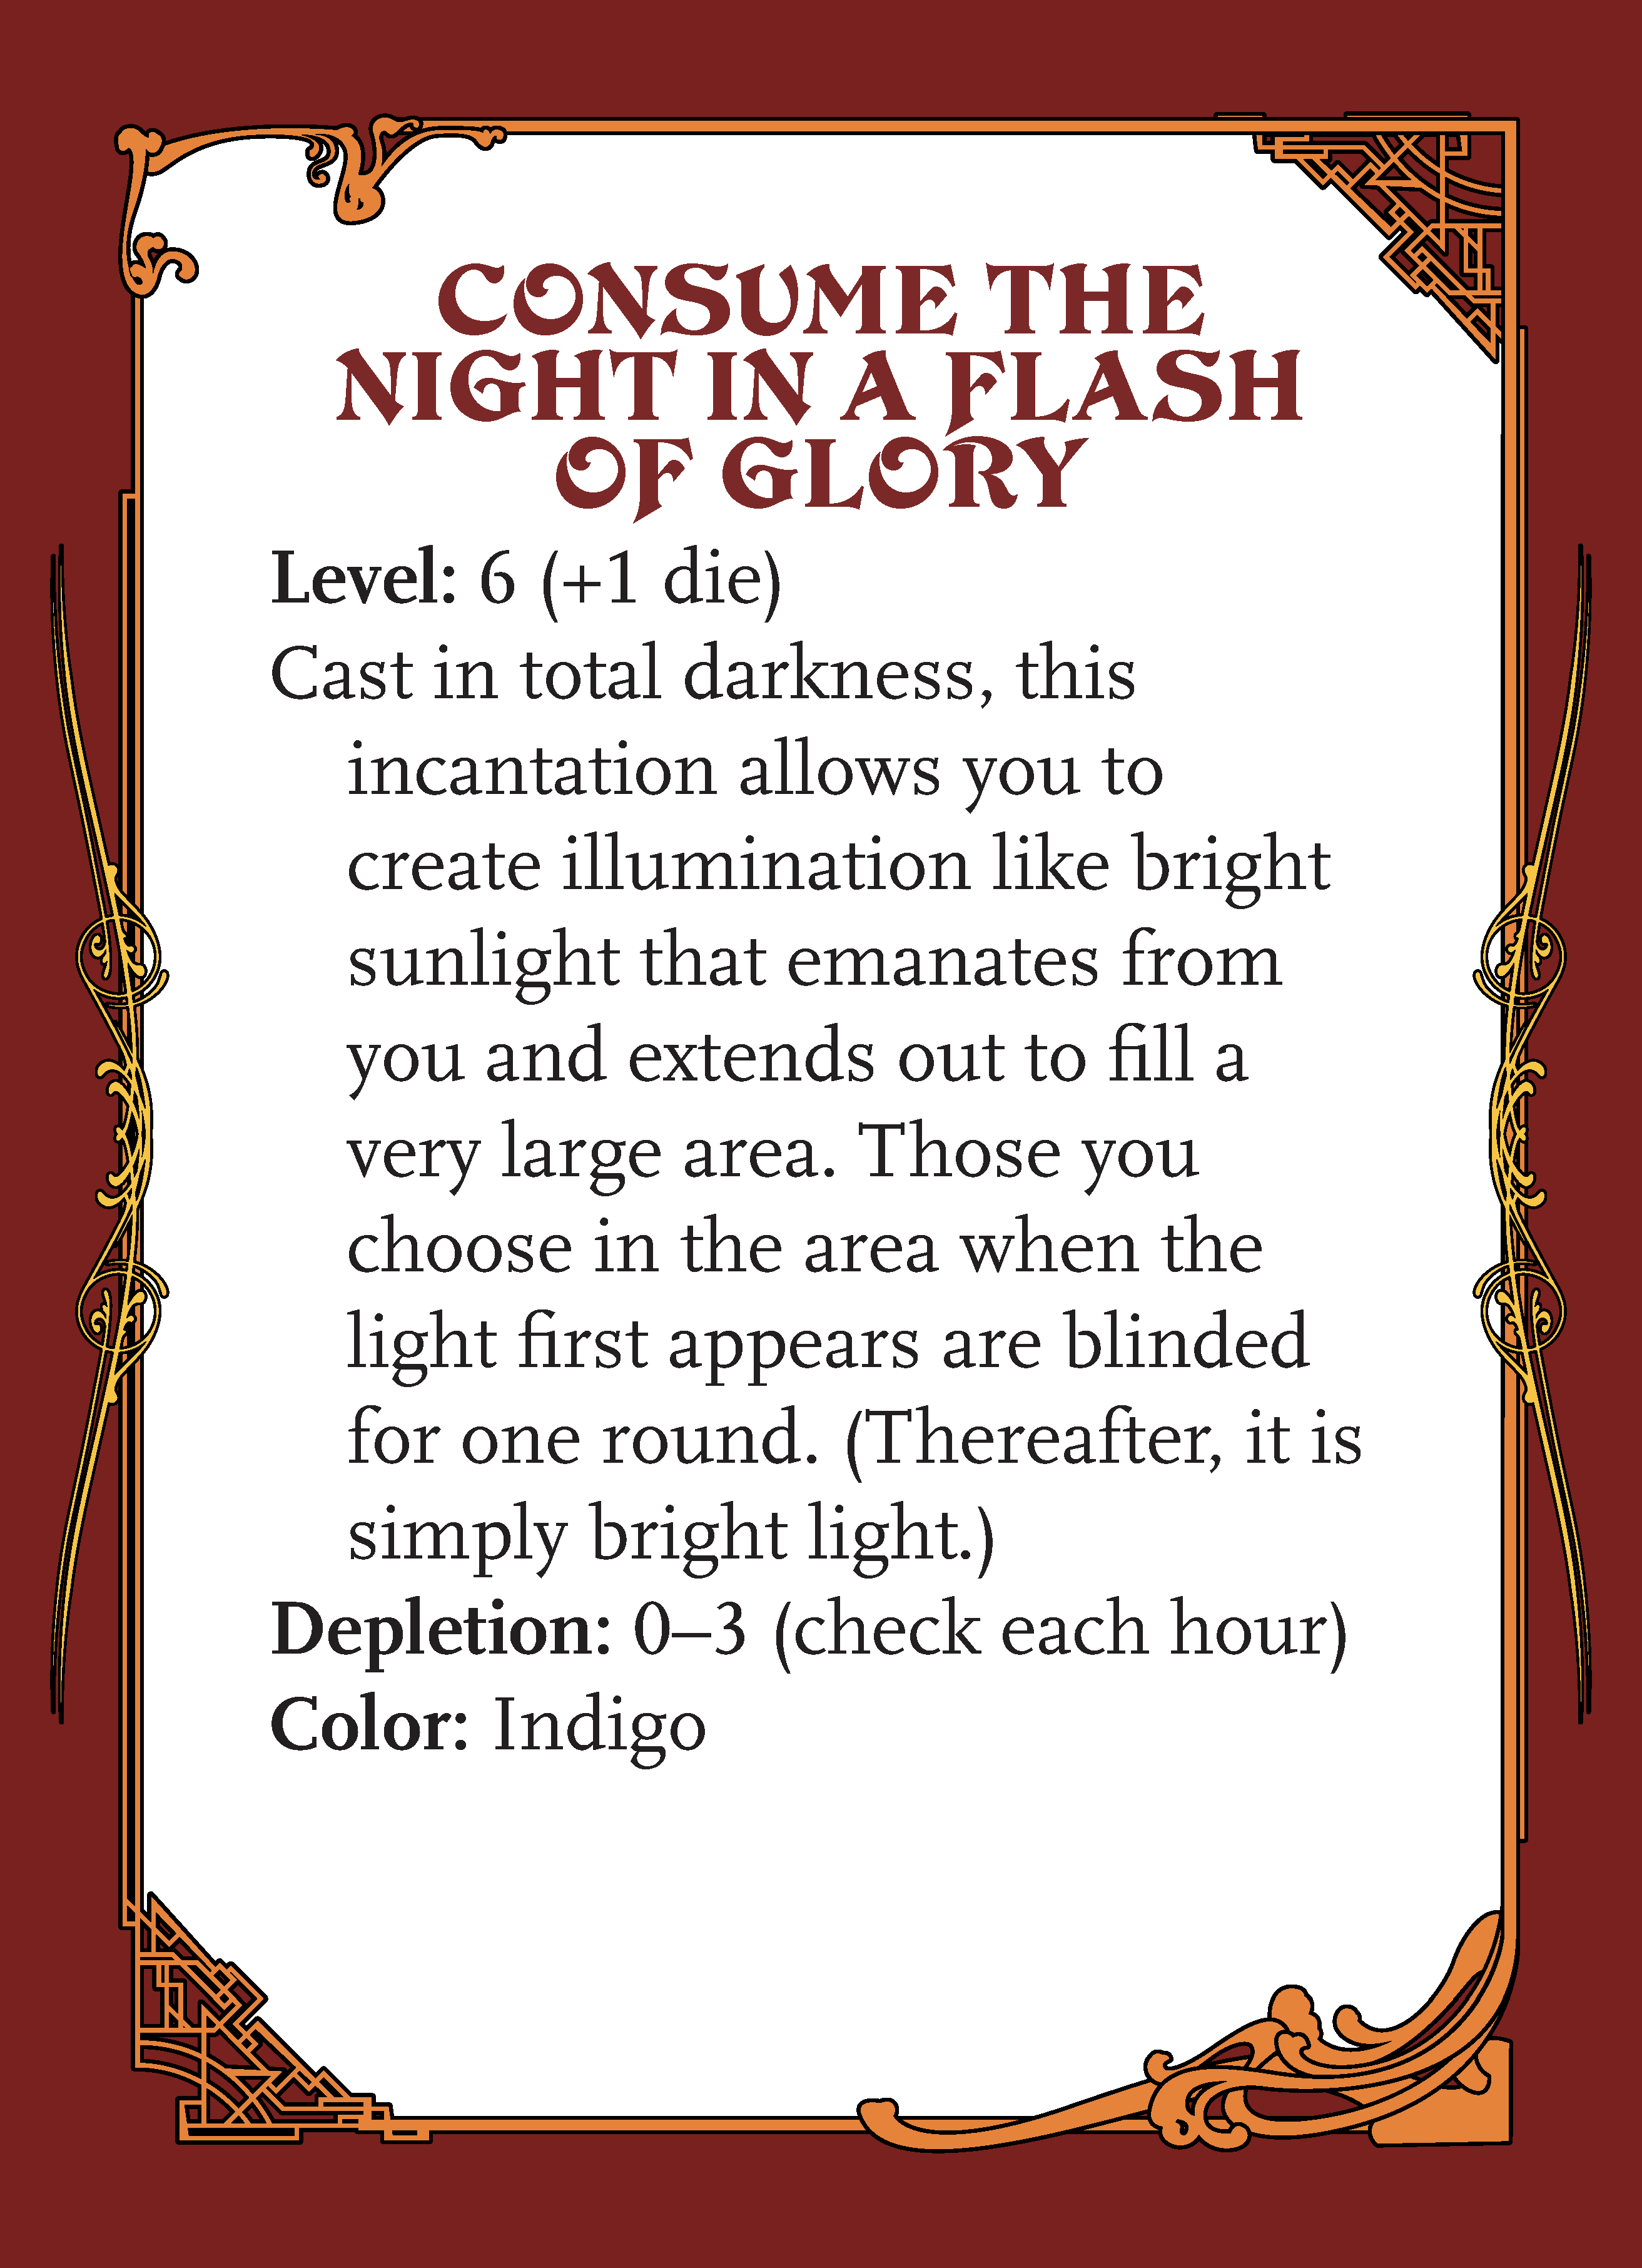 CONSUME THE
NIGHT IN A FLASH
OF GLORY
Level: 6 (+1 die)
Cast in total darkness, this
incantation allows you to
create illumination like bright
sunlight that emanates from
you and extends out to fill a
very large area. Those you
choose in the area when the
light first appears are blinded
for one round. (Thereafter, it is
simply bright light.)
Depletion: 0–3 (check each hour)
Color: Indigo